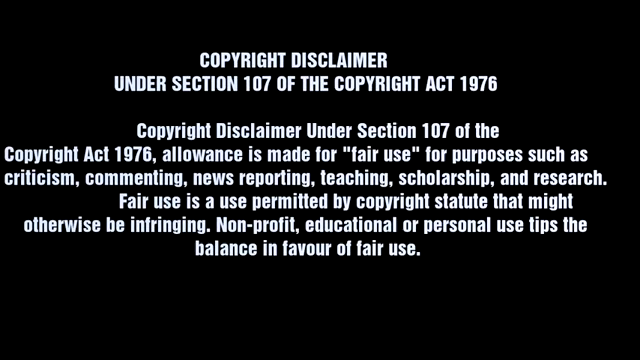 COPYRIGHT DISCLAIMER
UNDER SECTION 107 OF THE COPYRIGHT ACT 1976
Copyright Disclaimer Under Section 107 of the
Copyright Act 1976, allowance is made for "fair use" for purposes such as
criticism, commenting, news reporting, teaching, scholarship, and research.
Fair use is a use permitted by copyright statute that might
otherwise be infringing. Non-profit, educational or personal use tips the
balance in favour of fair use.